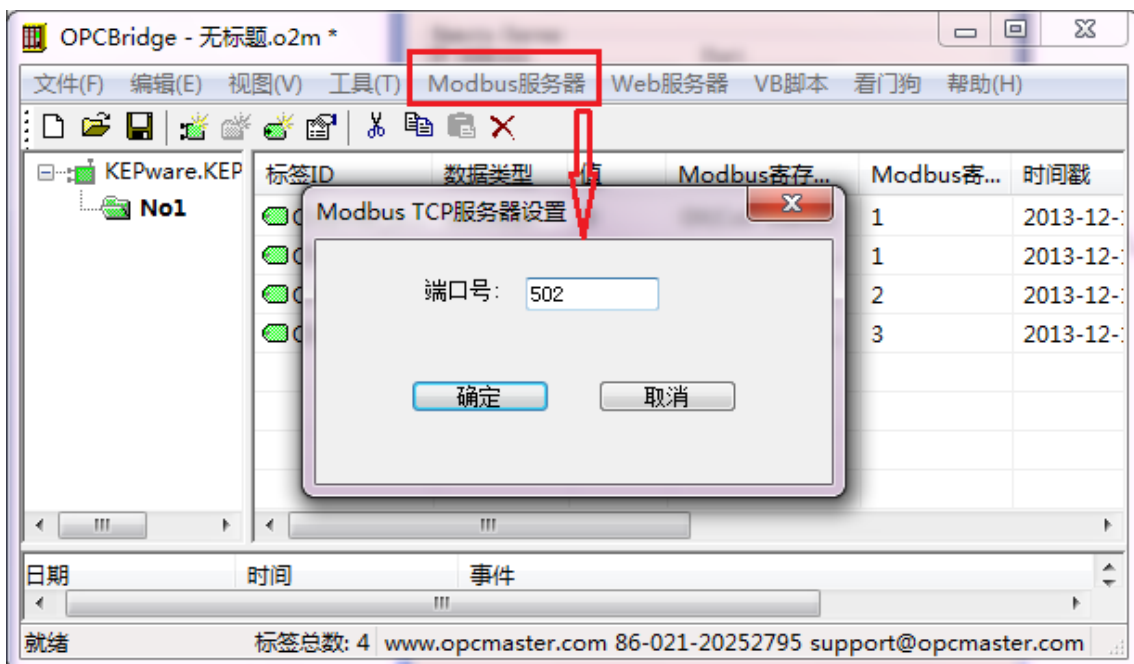 OPCBridge - 无标题.o2m *
文件(F) 编辑(E) 视图(V) 工具(T) Modbus服务器 Web服务器 VB脚本 看门狗 帮助(H)
KEPware.KEP
No1
标签ID 数据类型 值 Modbus寄存... Modbus寄... 时间戳
1 2013-12-
1 2013-12-
2 2013-12-
3 2013-12-
Modbus TCP服务器设置
端口号: 502
确定 取消
日期 时间 事件
就绪 标签总数: 4 www.opcmaster.com 86-021-20252795 support@opcmaster.com